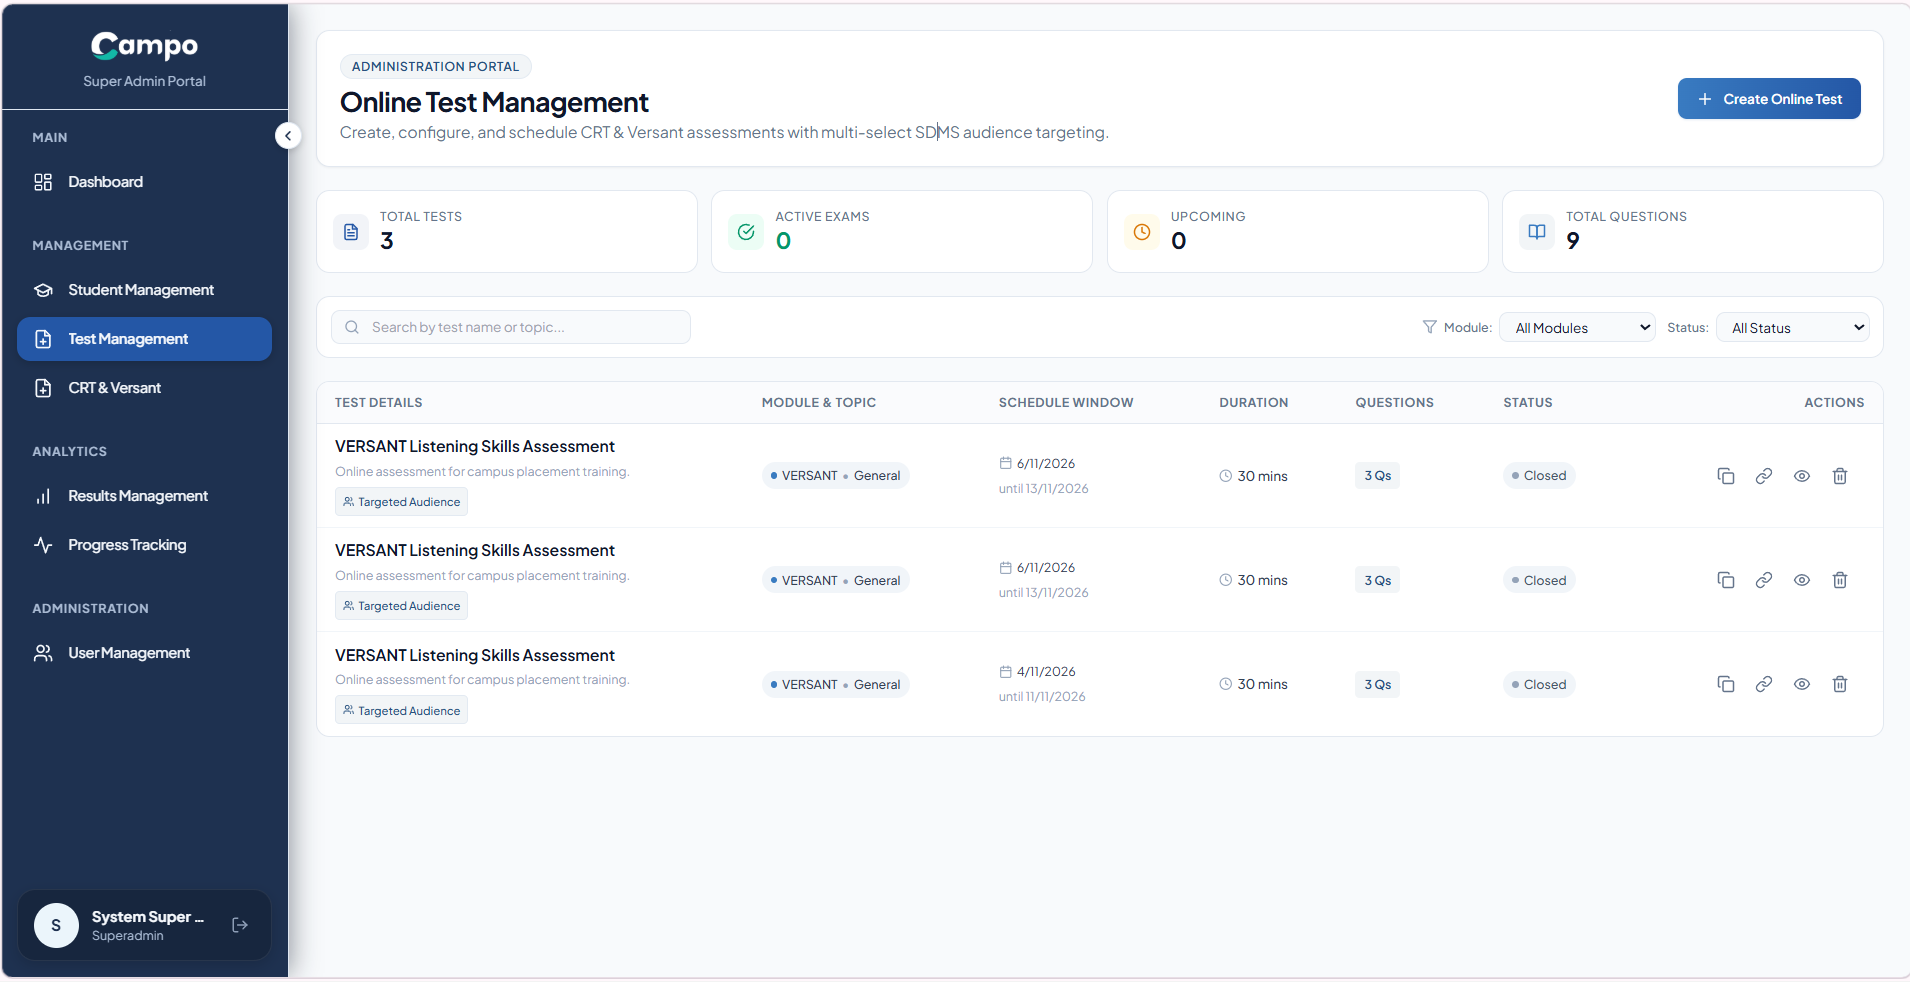 Campo
Super Admin Portal
MAIN
Dashboard
MANAGEMENT
Student Management
Test Management
CRT & Versant
ANALYTICS
Results Management
Progress Tracking
ADMINISTRATION
User Management
S
System Super ...
Superadmin
ADMINISTRATION PORTAL
Online Test Management
Create, configure, and schedule CRT & Versant assessments with multi-select SDMS audience targeting.
Create Online Test
TOTAL TESTS
3
ACTIVE EXAMS
0
UPCOMING
0
TOTAL QUESTIONS
9
Search by test name or topic...
Module: All Modules Status: All Status
TEST DETAILS MODULE & TOPIC SCHEDULE WINDOW DURATION QUESTIONS STATUS ACTIONS
VERSANT Listening Skills Assessment
Online assessment for campus placement training.
Targeted Audience
VERSANT • General
6/11/2026
until 13/11/2026
30 mins
3 Qs
Closed
VERSANT Listening Skills Assessment
Online assessment for campus placement training.
Targeted Audience
VERSANT • General
6/11/2026
until 13/11/2026
30 mins
3 Qs
Closed
VERSANT Listening Skills Assessment
Online assessment for campus placement training.
Targeted Audience
VERSANT • General
4/11/2026
until 11/11/2026
30 mins
3 Qs
Closed